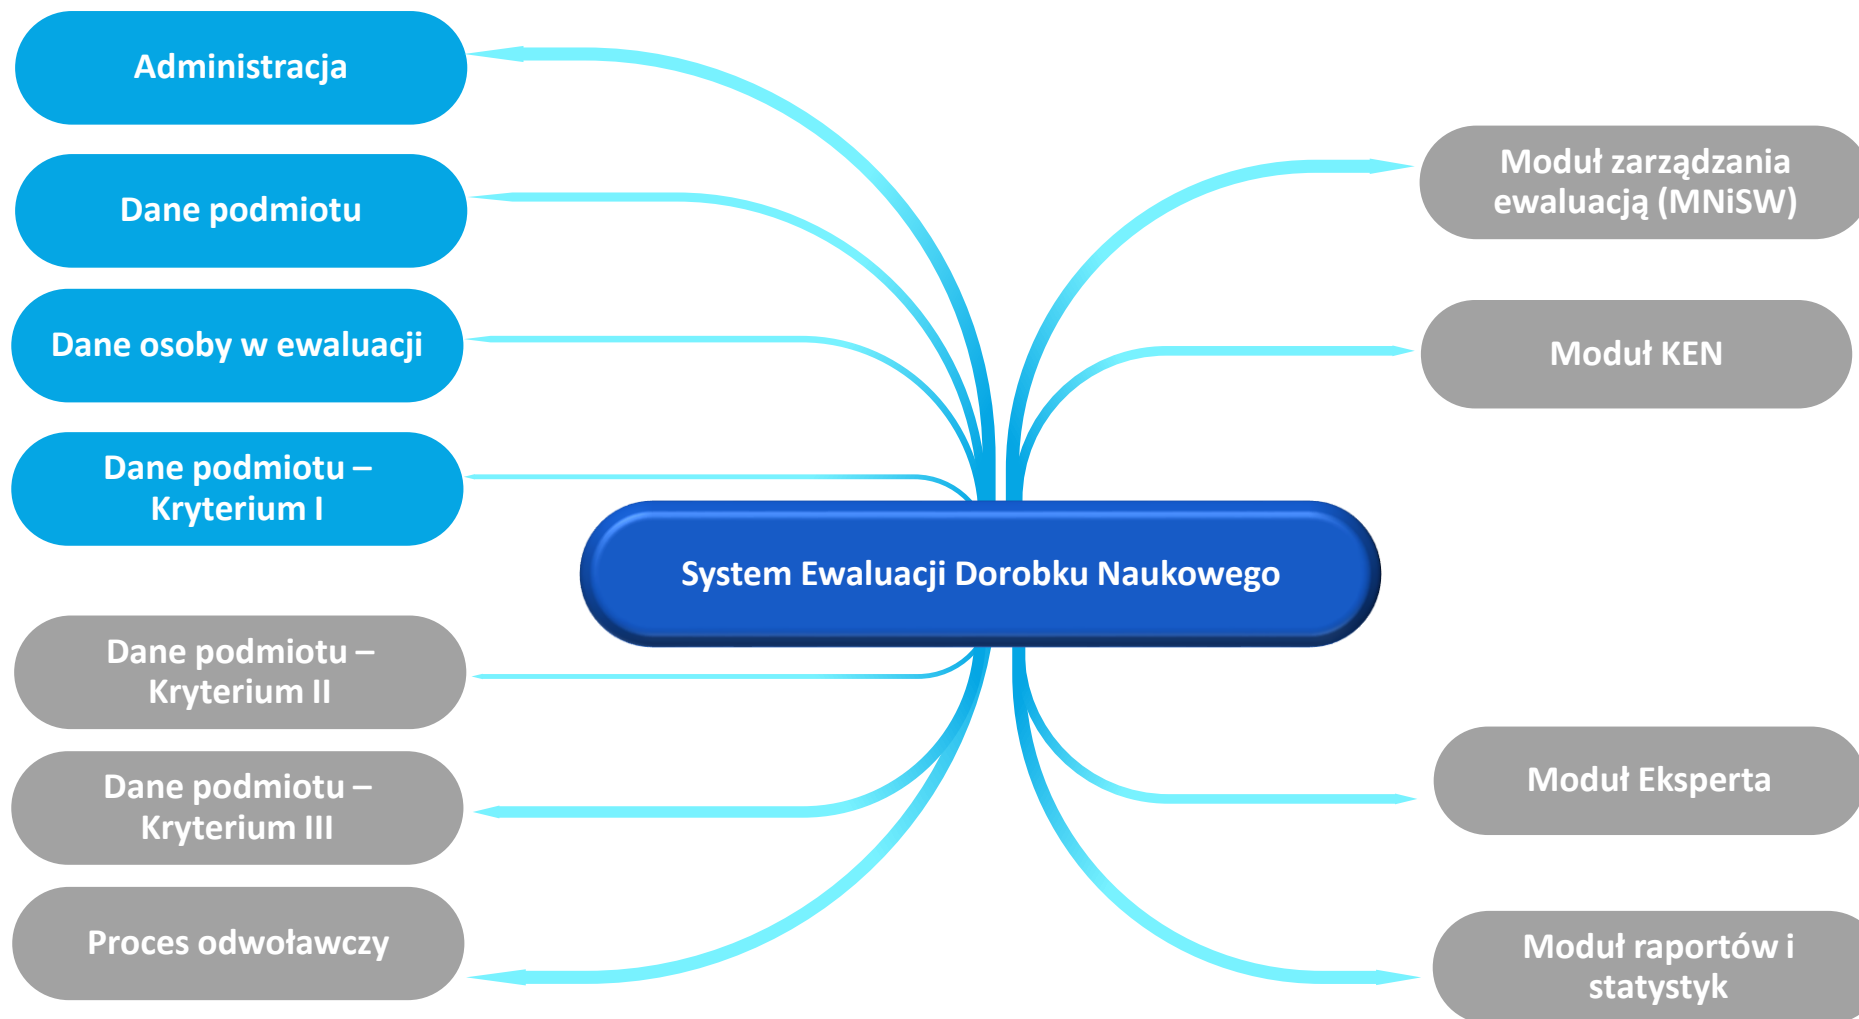 Administracja
Dane podmiotu
Dane osoby w ewaluacji
Dane podmiotu –
Kryterium I
Dane podmiotu –
Kryterium II
Dane podmiotu –
Kryterium III
Proces odwoławczy
System Ewaluacji Dorobku Naukowego
Moduł zarządzania
ewaluacją (MNiSW)
Moduł KEN
Moduł Eksperta
Moduł raportów i
statystyk